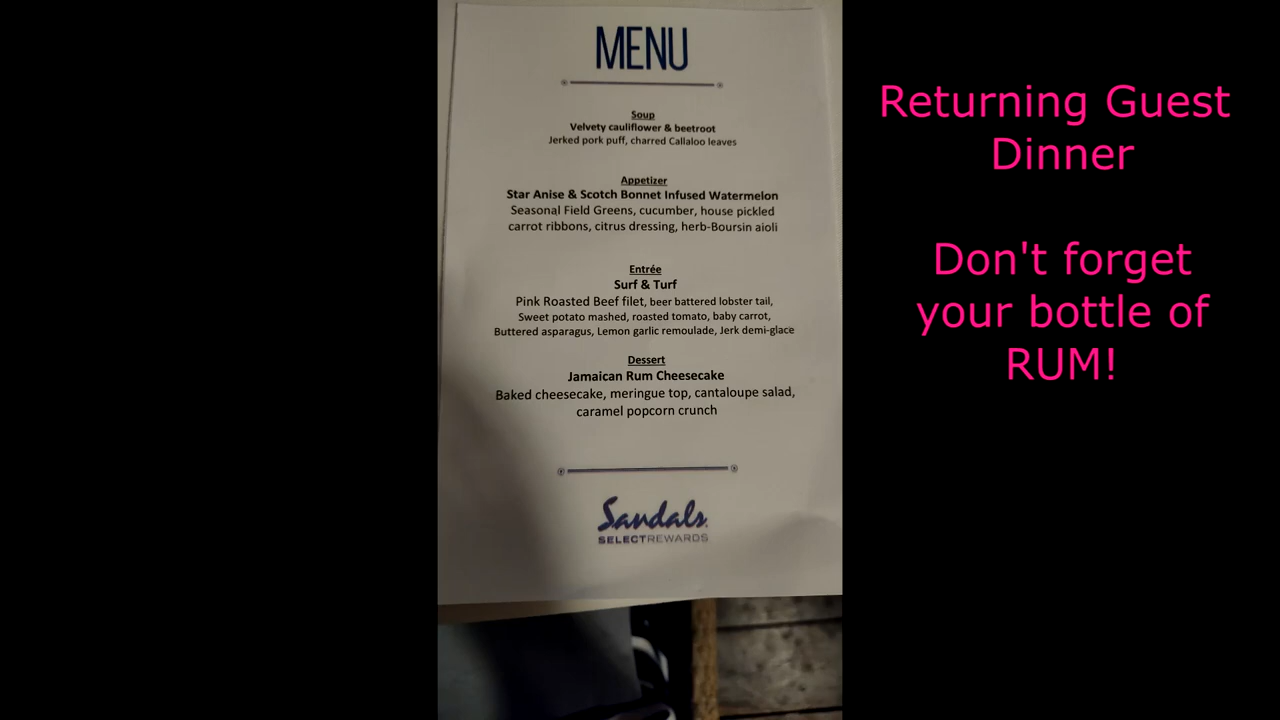 MENU
Soup
Velvety cauliflower & beetroot
Jerked pork puff, charred Callaloo leaves
Appetizer
Star Anise & Scotch Bonnet Infused Watermelon
Seasonal Field Greens, cucumber, house pickled
carrot ribbons, citrus dressing, herb-Boursin aioli
Entrée
Surf & Turf
Pink Roasted Beef filet, beer battered lobster tail,
Sweet potato mashed, roasted tomato, baby carrot,
Buttered asparagus, Lemon garlic remoulade, Jerk demi-glace
Dessert
Jamaican Rum Cheesecake
Baked cheesecake, meringue top, cantaloupe salad,
caramel popcorn crunch
Sandals
SELECTREWARDS
Returning Guest
Dinner
Don't forget
your bottle of
RUM!